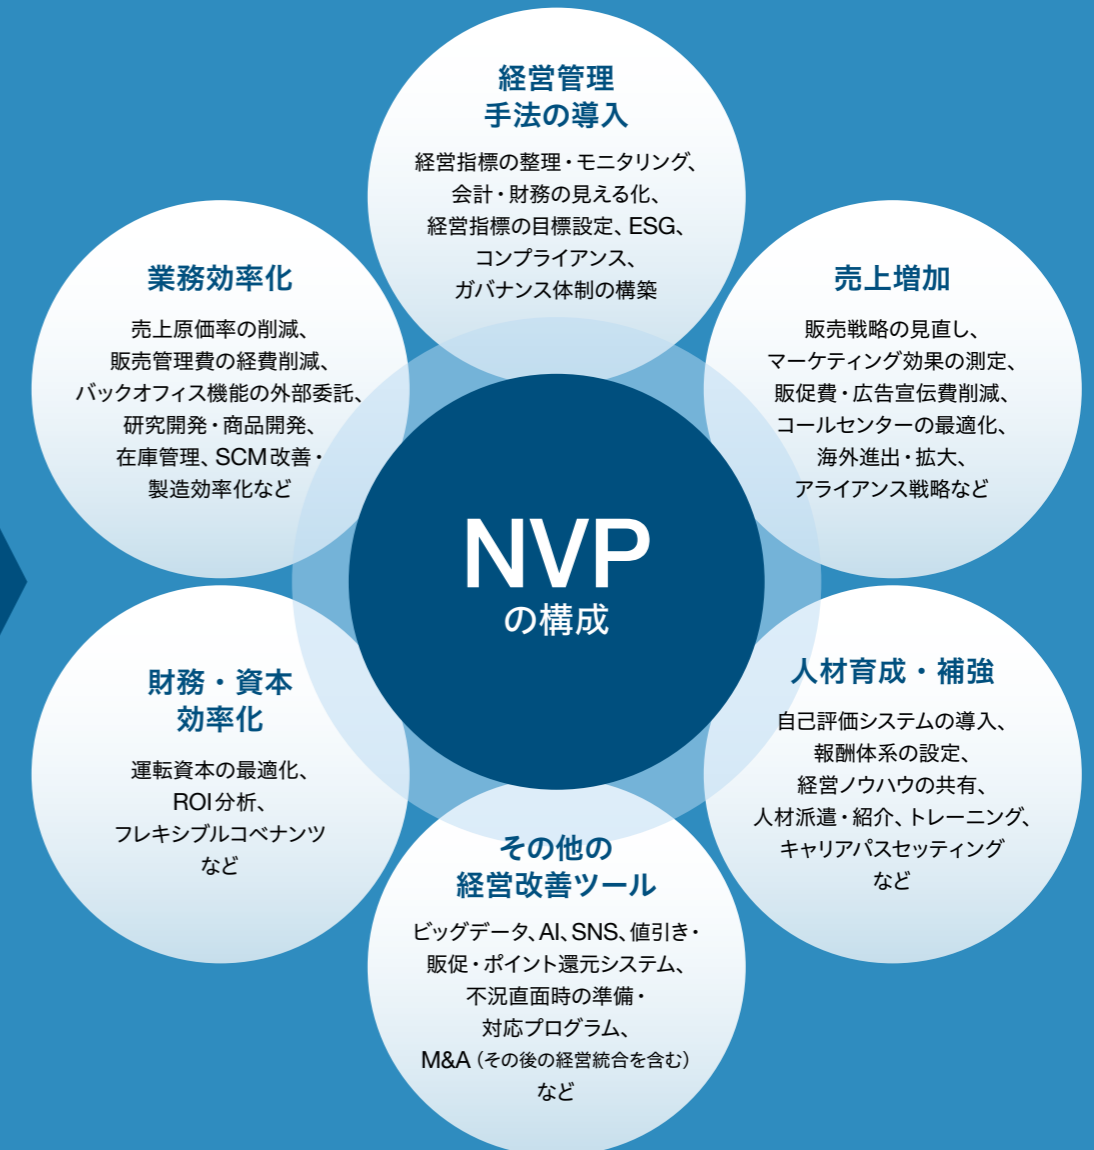 経営管理
手法の導入
経営指標の整理・モニタリング、
会計・財務の見える化、
経営指標の目標設定、ESG、
コンプライアンス、
ガバナンス体制の構築
業務効率化
売上原価率の削減、
販売管理費の経費削減、
バックオフィス機能の外部委託、
研究開発・商品開発、
在庫管理、SCM改善・
製造効率化など
売上増加
販売戦略の見直し、
マーケティング効果の測定、
販促費・広告宣伝費削減、
コールセンターの最適化、
海外進出・拡大、
アライアンス戦略など
NVP
の構成
財務・資本
効率化
運転資本の最適化、
ROI分析、
フレキシブルコベナンツ
など
人材育成・補強
自己評価システムの導入、
報酬体系の設定、
経営ノウハウの共有、
人材派遣・紹介、トレーニング、
キャリアパスセッティング
など
その他の
経営改善ツール
ビッグデータ、AI、SNS、値引き・
販促・ポイント還元システム、
不況直面時の準備・
対応プログラム、
M&A（その後の経営統合を含む）
など